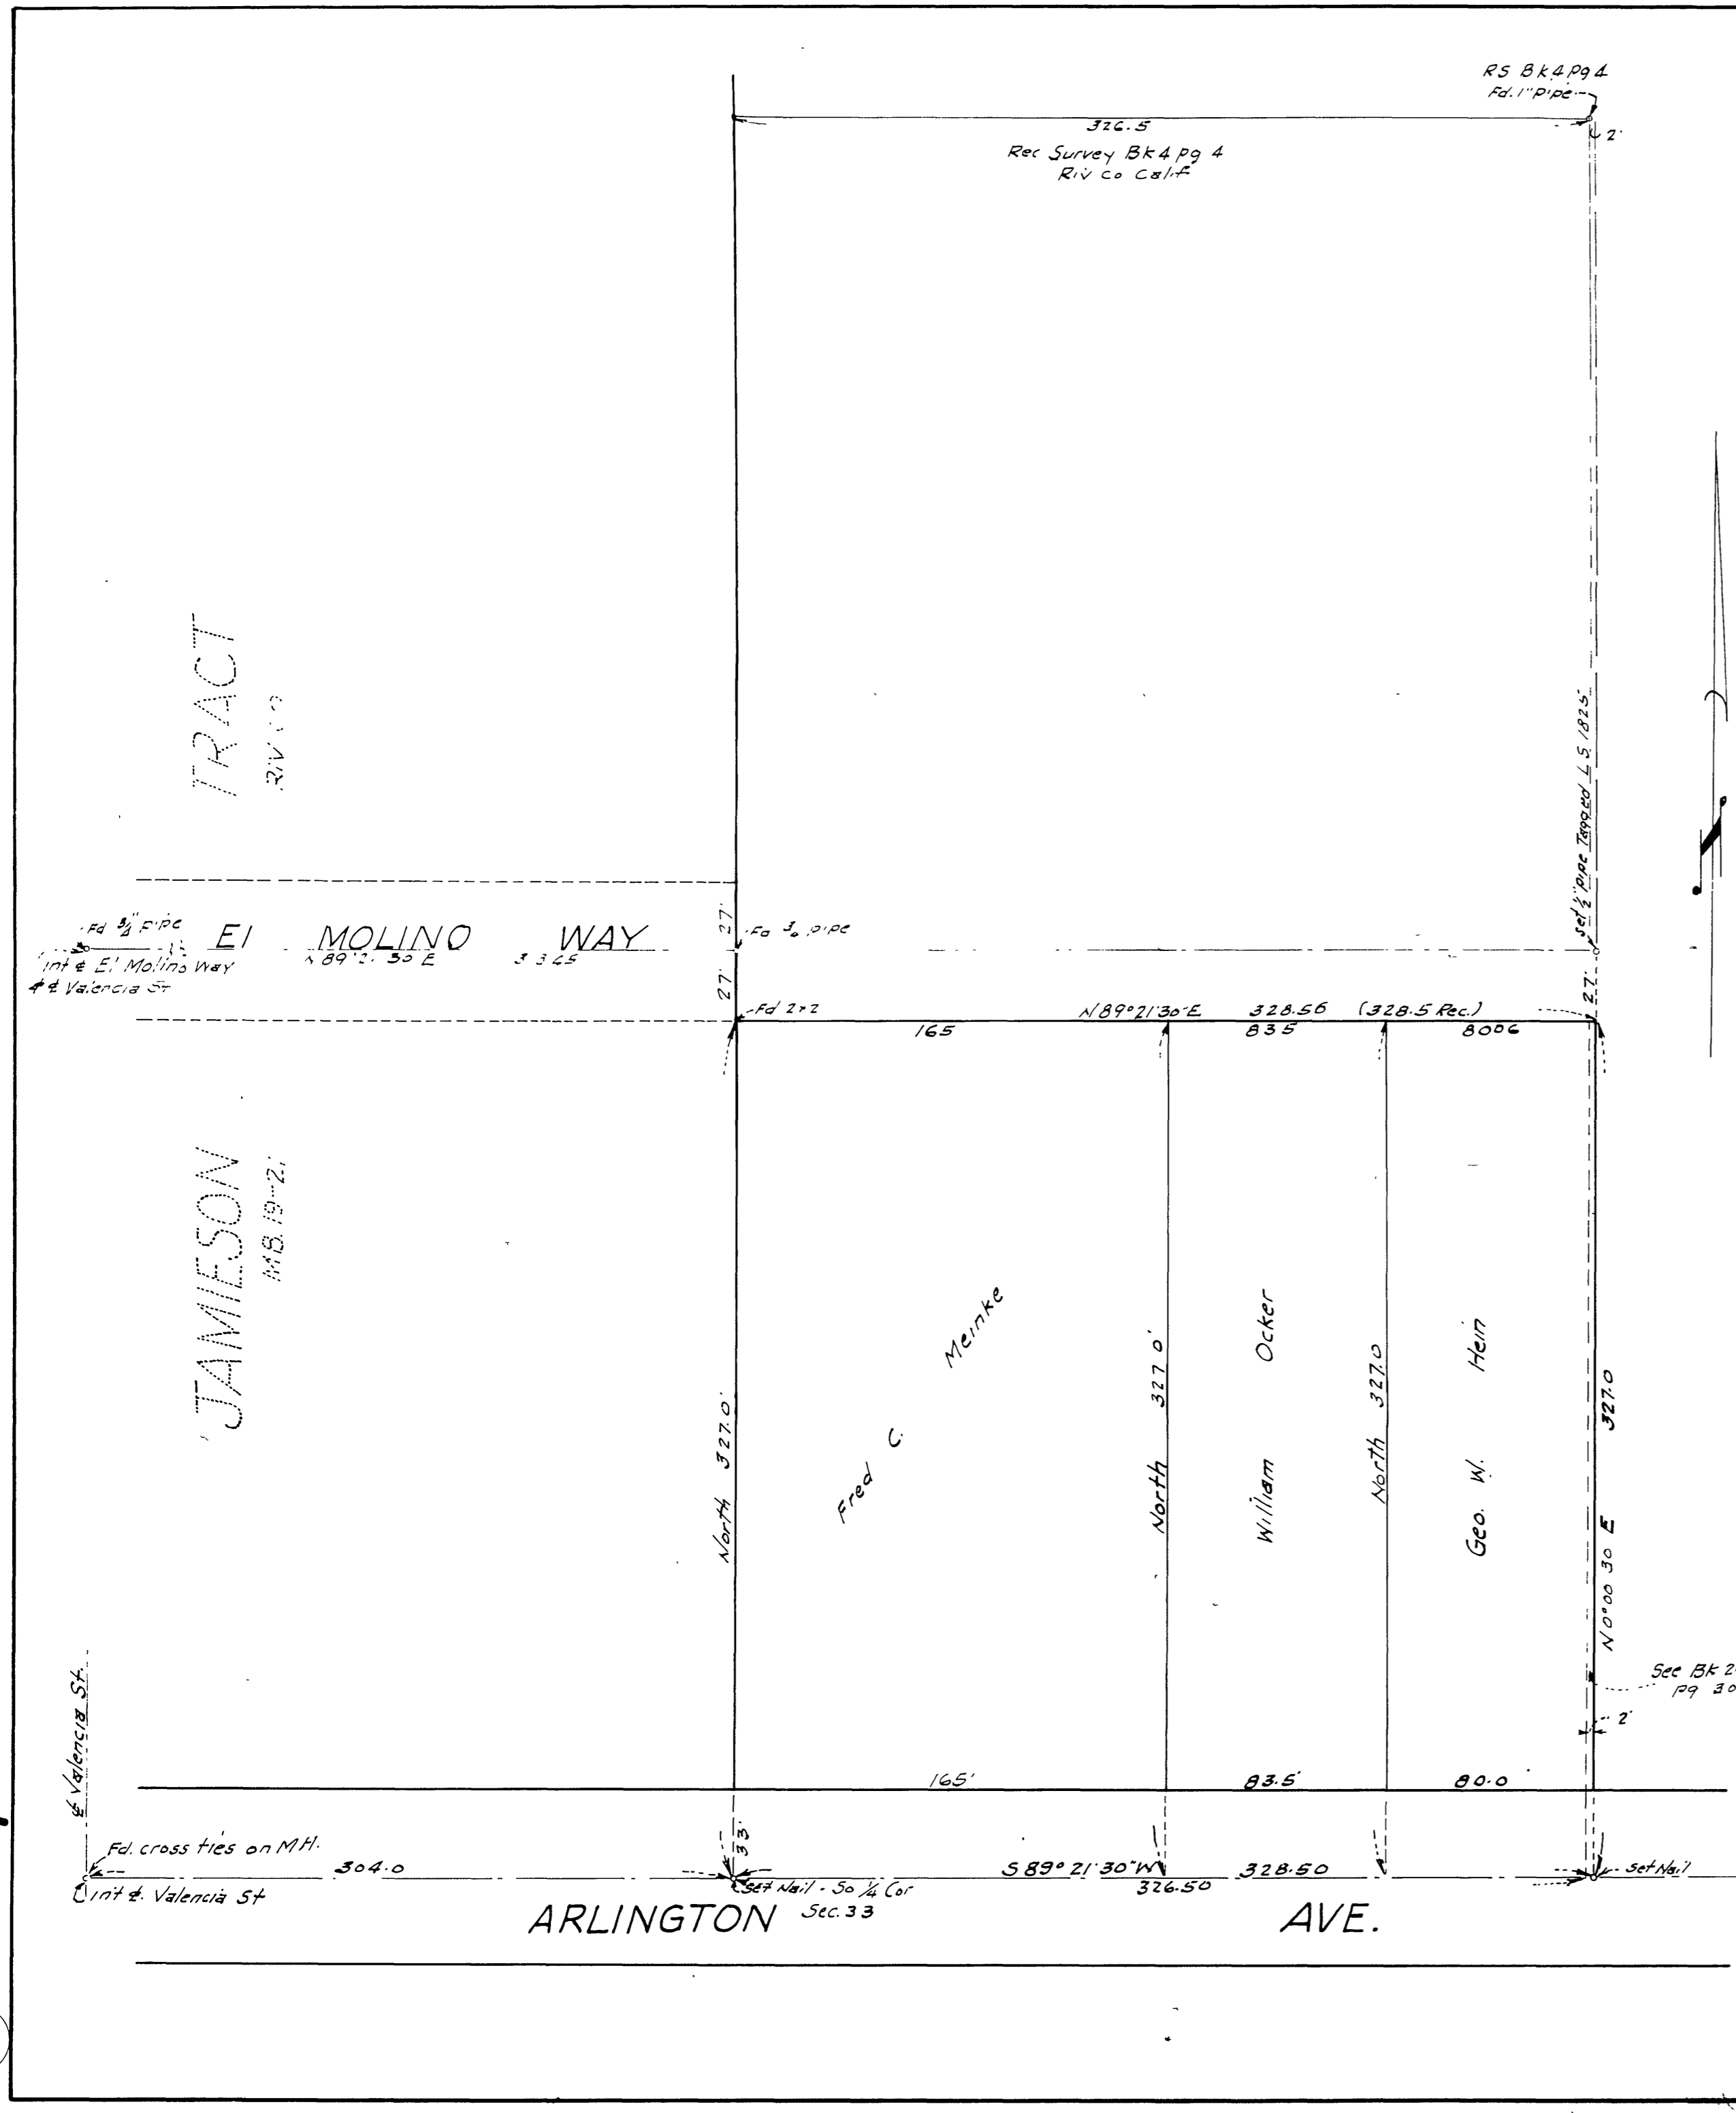 RS Bk 4 pg 4
Fd. 1" pipe
2'
326.5
Rec Survey Bk 4 pg 4
Riv Co Calif
TRACT
Set ½" pipe Tagged L.S. 1825
Fd ¾" pipe
El MOLINO WAY
27'
Fd pipe
Int ℄ El Molino Way
& ℄ Valencia St
27'
27'
Fd 2x2
N 89°21'30" E 328.56 (328.5 Rec.)
165 83.5 80.06
JAMIESON
M.B. 19-
Fred C. Meinke
William Ocker
Geo. W. Hein
North 327.0'
North 327.0'
North 327.0
N 0°00 30 E 327.0
See Bk 2
pg 30
2'
℄ Valencia St.
165' 83.5' 80.0
33'
Fd. cross ties on M.H.
304.0
S 89° 21' 30" W 328.50
Set Nail
326.50
Int ℄. Valencia St
Set Nail - So ¼ Cor
Sec. 33
ARLINGTON AVE.